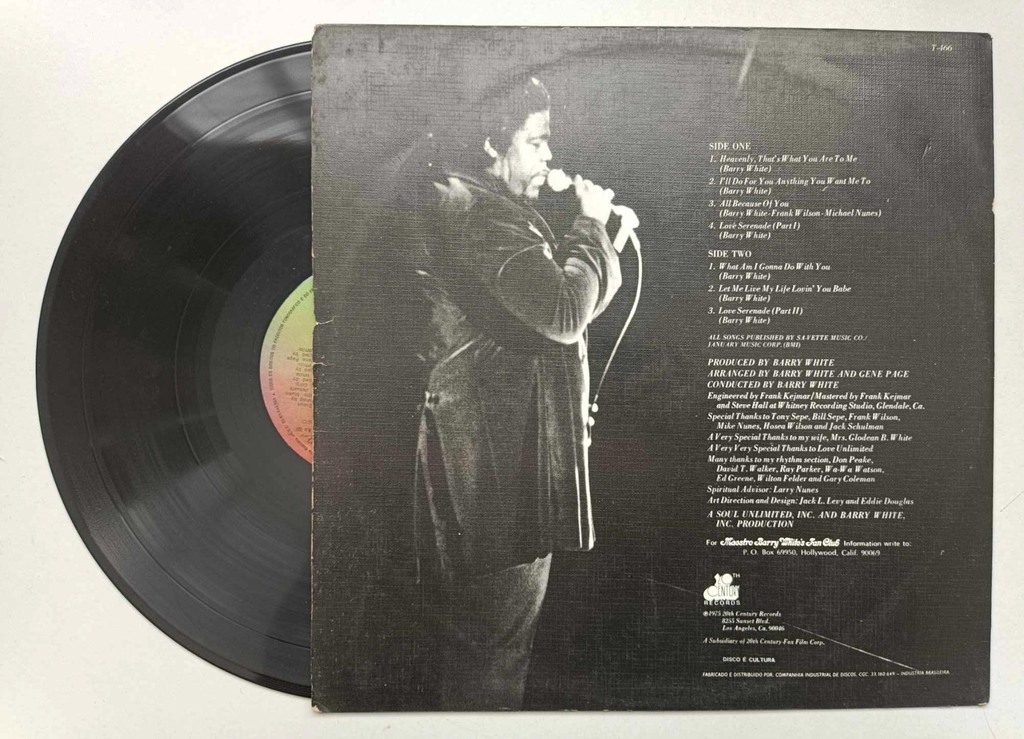 T-466
SIDE ONE
1. Heavenly, That's What You Are To Me
(Barry White)
2. I'll Do For You Anything You Want Me To
(Barry White)
3. All Because Of You
(Barry White-Frank Wilson-Michael Nunes)
4. Love Serenade (Part I)
(Barry White)
SIDE TWO
1. What Am I Gonna Do With You
(Barry White)
2. Let Me Live My Life Lovin' You Babe
(Barry White)
3. Love Serenade (Part II)
(Barry White)
ALL SONGS PUBLISHED BY SA-VETTE MUSIC CO./
JANUARY MUSIC CORP. (BMI)
PRODUCED BY BARRY WHITE
ARRANGED BY BARRY WHITE AND GENE PAGE
CONDUCTED BY BARRY WHITE
Engineered by Frank Kejmar/Mastered by Frank Kejmar
and Steve Hall at Whitney Recording Studio, Glendale, Ca.
Special Thanks to Tony Sepe, Bill Sepe, Frank Wilson,
Mike Nunes, Hosea Wilson and Jack Schulman
A Very Special Thanks to my wife, Mrs. Glodean B. White
A Very Very Special Thanks to Love Unlimited
Many thanks to my rhythm section, Don Peake,
David T. Walker, Ray Parker, Wa-Wa Watson,
Ed Greene, Wilton Felder and Gary Coleman
Spiritual Advisor: Larry Nunes
Art Direction and Design: Jack L. Levy and Eddie Douglas
A SOUL UNLIMITED, INC. AND BARRY WHITE,
INC. PRODUCTION
For Maestro Barry White's Fan Club Information write to:
P. O. Box 69950, Hollywood, Calif. 90069
20TH
CENTURY
RECORDS
℗1975 20th Century Records
8255 Sunset Blvd.
Los Angeles, Ca. 90046
A Subsidiary of 20th Century-Fox Film Corp.
DISCO É CULTURA
FABRICADO E DISTRIBUIDO POR. COMPANHIA INDUSTRIAL DE DISCOS. CGC. 33.160.649 - INDÚSTRIA BRASILEIRA.